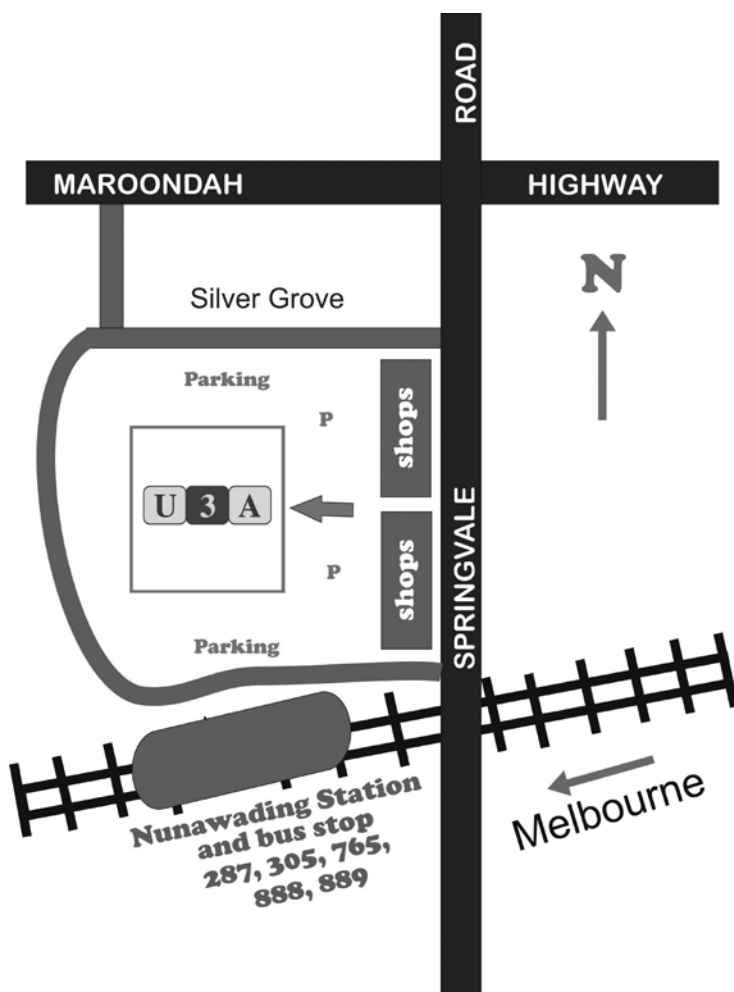 ROAD
MAROONDAH HIGHWAY
N
Silver Grove
Parking
P
shops
U 3 A
SPRINGVALE
P
shops
Parking
Melbourne
Nunawading Station
and bus stop
287, 305, 765,
888, 889